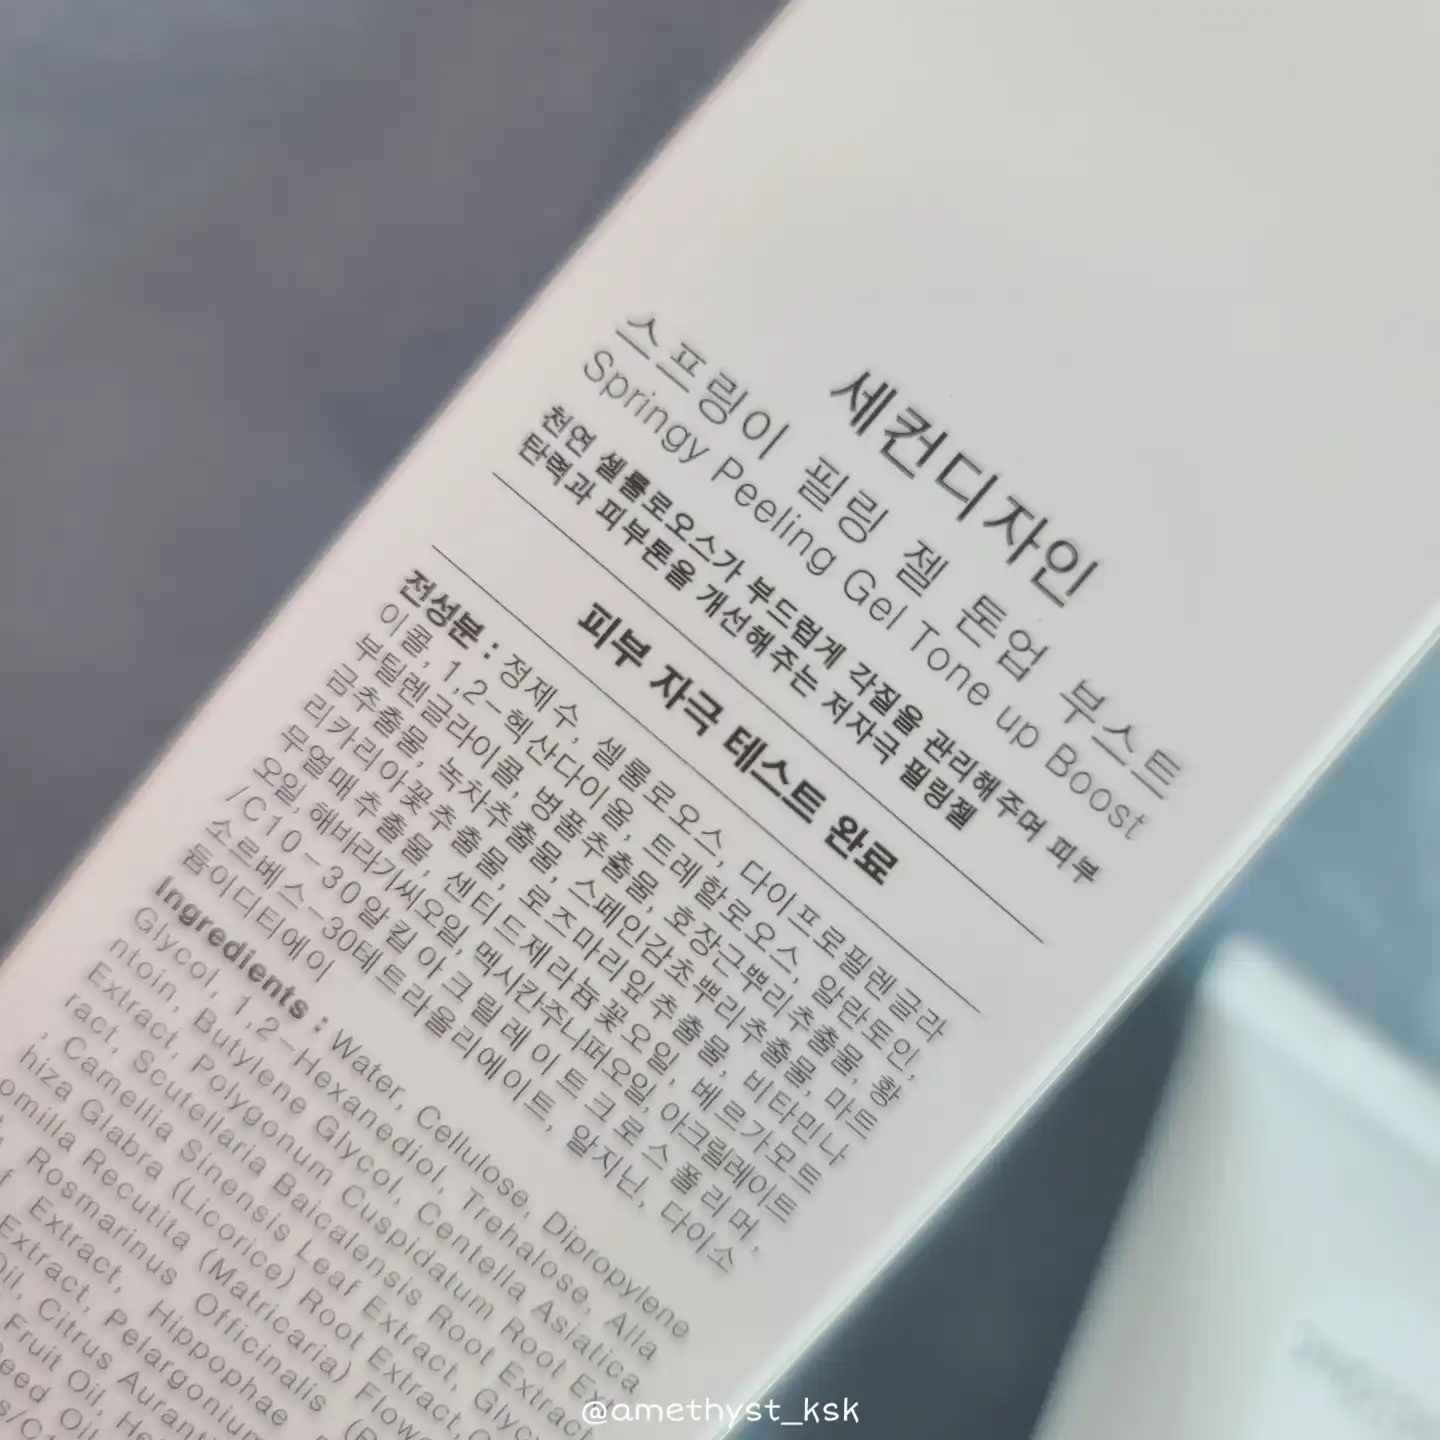 세컨디자인
스프링이 필링 젤 톤업 부스트
Springy Peeling Gel Tone up Boost
천연 셀룰로오스가 부드럽게 각질을 관리해주며 피부
탄력과 피부톤을 개선해주는 저자극 필링젤
피부 자극 테스트 완료
전성분 : 정제수, 셀룰로오스, 다이프로필렌글라
이콜, 1,2-헥산다이올, 트레할로오스, 알란토인,
부틸렌글라이콜, 병풀추출물, 호장근뿌리추출물, 황
금추출물, 녹차추출물, 스페인감초뿌리추출물, 마트
리카리아꽃추출물, 로즈마리잎추출물, 비타민나
무열매추출물, 센티드제라늄꽃오일, 베르가모트
오일, 해바라기씨오일, 멕시칸주니퍼오일, 아크릴레이트
/C10-30알킬아크릴레이트크로스폴리머,
소르베스-30테트라올리에이트, 알지닌, 다이소
듐이디티에이
Ingredients : Water, Cellulose, Dipropylene
Glycol, 1,2-Hexanediol, Trehalose, Alla
ntoin, Butylene Glycol, Centella Asiatica
Extract, Polygonum Cuspidatum Root Ext
ract, Scutellaria Baicalensis Root Extract
, Camellia Sinensis Leaf Extract, Glycyr
hiza Glabra (Licorice) Root Extract,
omilla Recutita (Matricaria) Flower
Rosmarinus Officinalis
Extract, Hippophae
Extract, Pelargonium
Oil, Citrus Aurant
Fruit Oil,
eed Oil
@amethyst_ksk